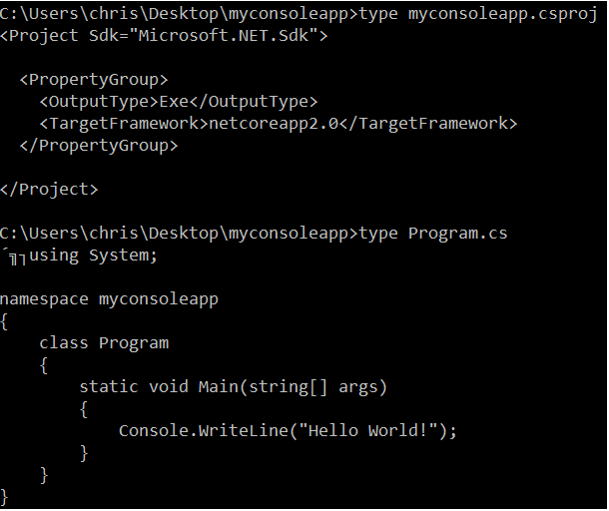 C:\Users\chris\Desktop\myconsoleapp>type myconsoleapp.csproj
<Project Sdk="Microsoft.NET.Sdk">
  <PropertyGroup>
    <OutputType>Exe</OutputType>
    <TargetFramework>netcoreapp2.0</TargetFramework>
  </PropertyGroup>
</Project>
C:\Users\chris\Desktop\myconsoleapp>type Program.cs
´╗┐using System;
namespace myconsoleapp
{
    class Program
    {
        static void Main(string[] args)
        {
            Console.WriteLine("Hello World!");
        }
    }
}